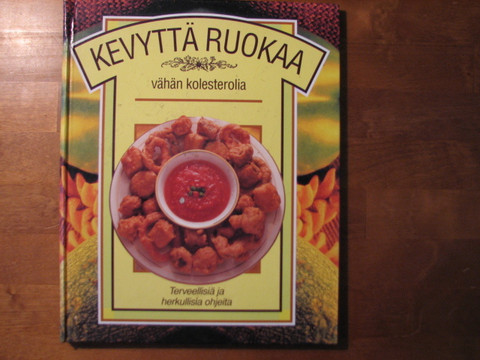 KEVYTTÄ RUOKAA
vähän kolesterolia
Terveellisiä ja
herkullisia ohjeita